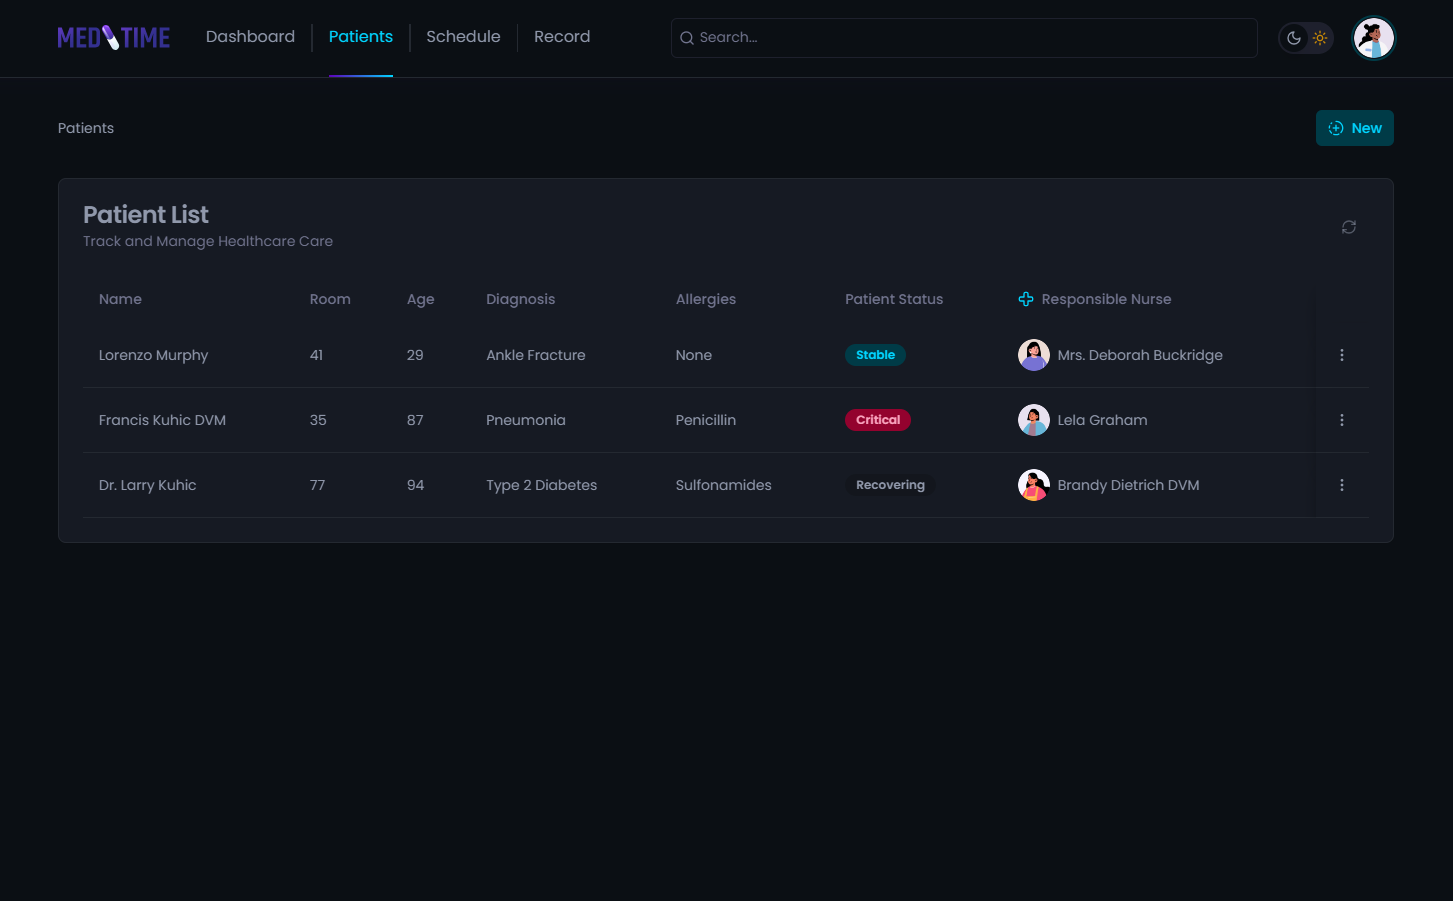 MED TIME Dashboard Patients Schedule Record Search...
Patients New
Patient List
Track and Manage Healthcare Care
Name Room Age Diagnosis Allergies Patient Status Responsible Nurse
Lorenzo Murphy 41 29 Ankle Fracture None Stable Mrs. Deborah Buckridge
Francis Kuhic DVM 35 87 Pneumonia Penicillin Critical Lela Graham
Dr. Larry Kuhic 77 94 Type 2 Diabetes Sulfonamides Recovering Brandy Dietrich DVM